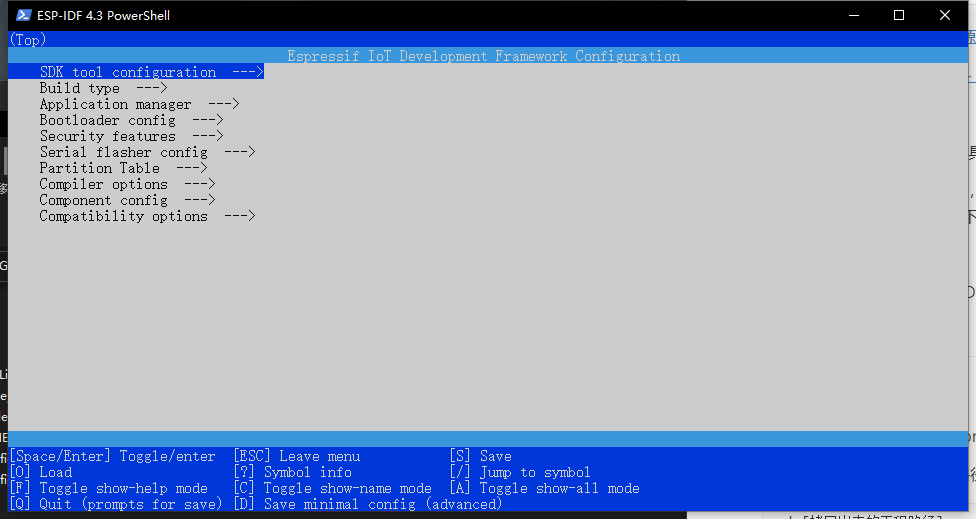 ESP-IDF 4.3 PowerShell
(Top)
Espressif IoT Development Framework Configuration
SDK tool configuration  --->
Build type  --->
Application manager  --->
Bootloader config  --->
Security features  --->
Serial flasher config  --->
Partition Table  --->
Compiler options  --->
Component config  --->
Compatibility options  --->
[Space/Enter] Toggle/enter  [ESC] Leave menu  [S] Save
[O] Load  [?] Symbol info  [/] Jump to symbol
[F] Toggle show-help mode  [C] Toggle show-name mode  [A] Toggle show-all mode
[Q] Quit (prompts for save)  [D] Save minimal config (advanced)